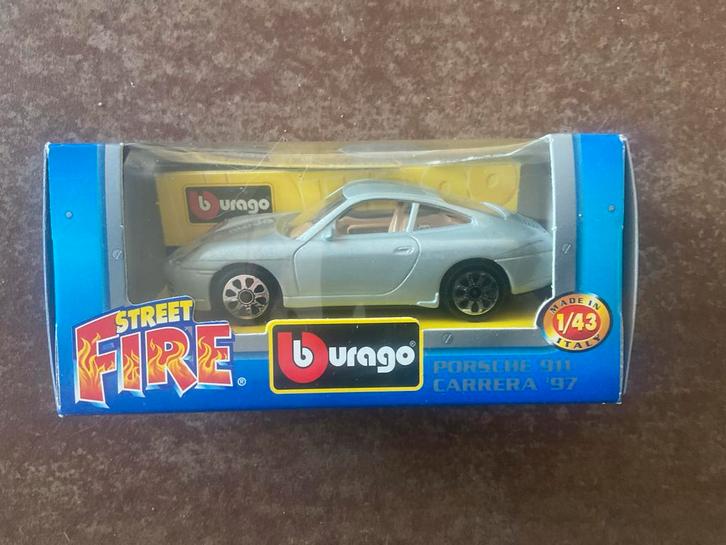 burago
STREET
FIRE®
burago®
PORSCHE 911
CARRERA '97
MADE IN
1/43
ITALY